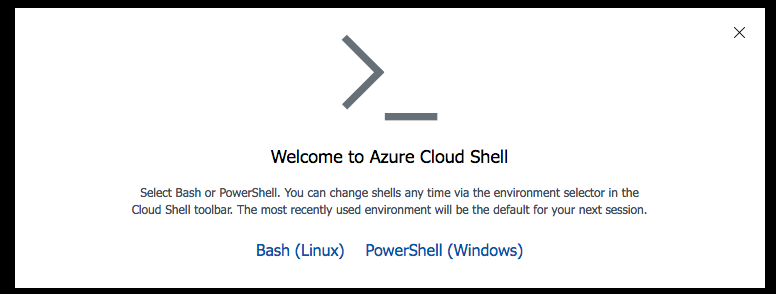 Welcome to Azure Cloud Shell
Select Bash or PowerShell. You can change shells any time via the environment selector in the
Cloud Shell toolbar. The most recently used environment will be the default for your next session.
Bash (Linux) PowerShell (Windows)